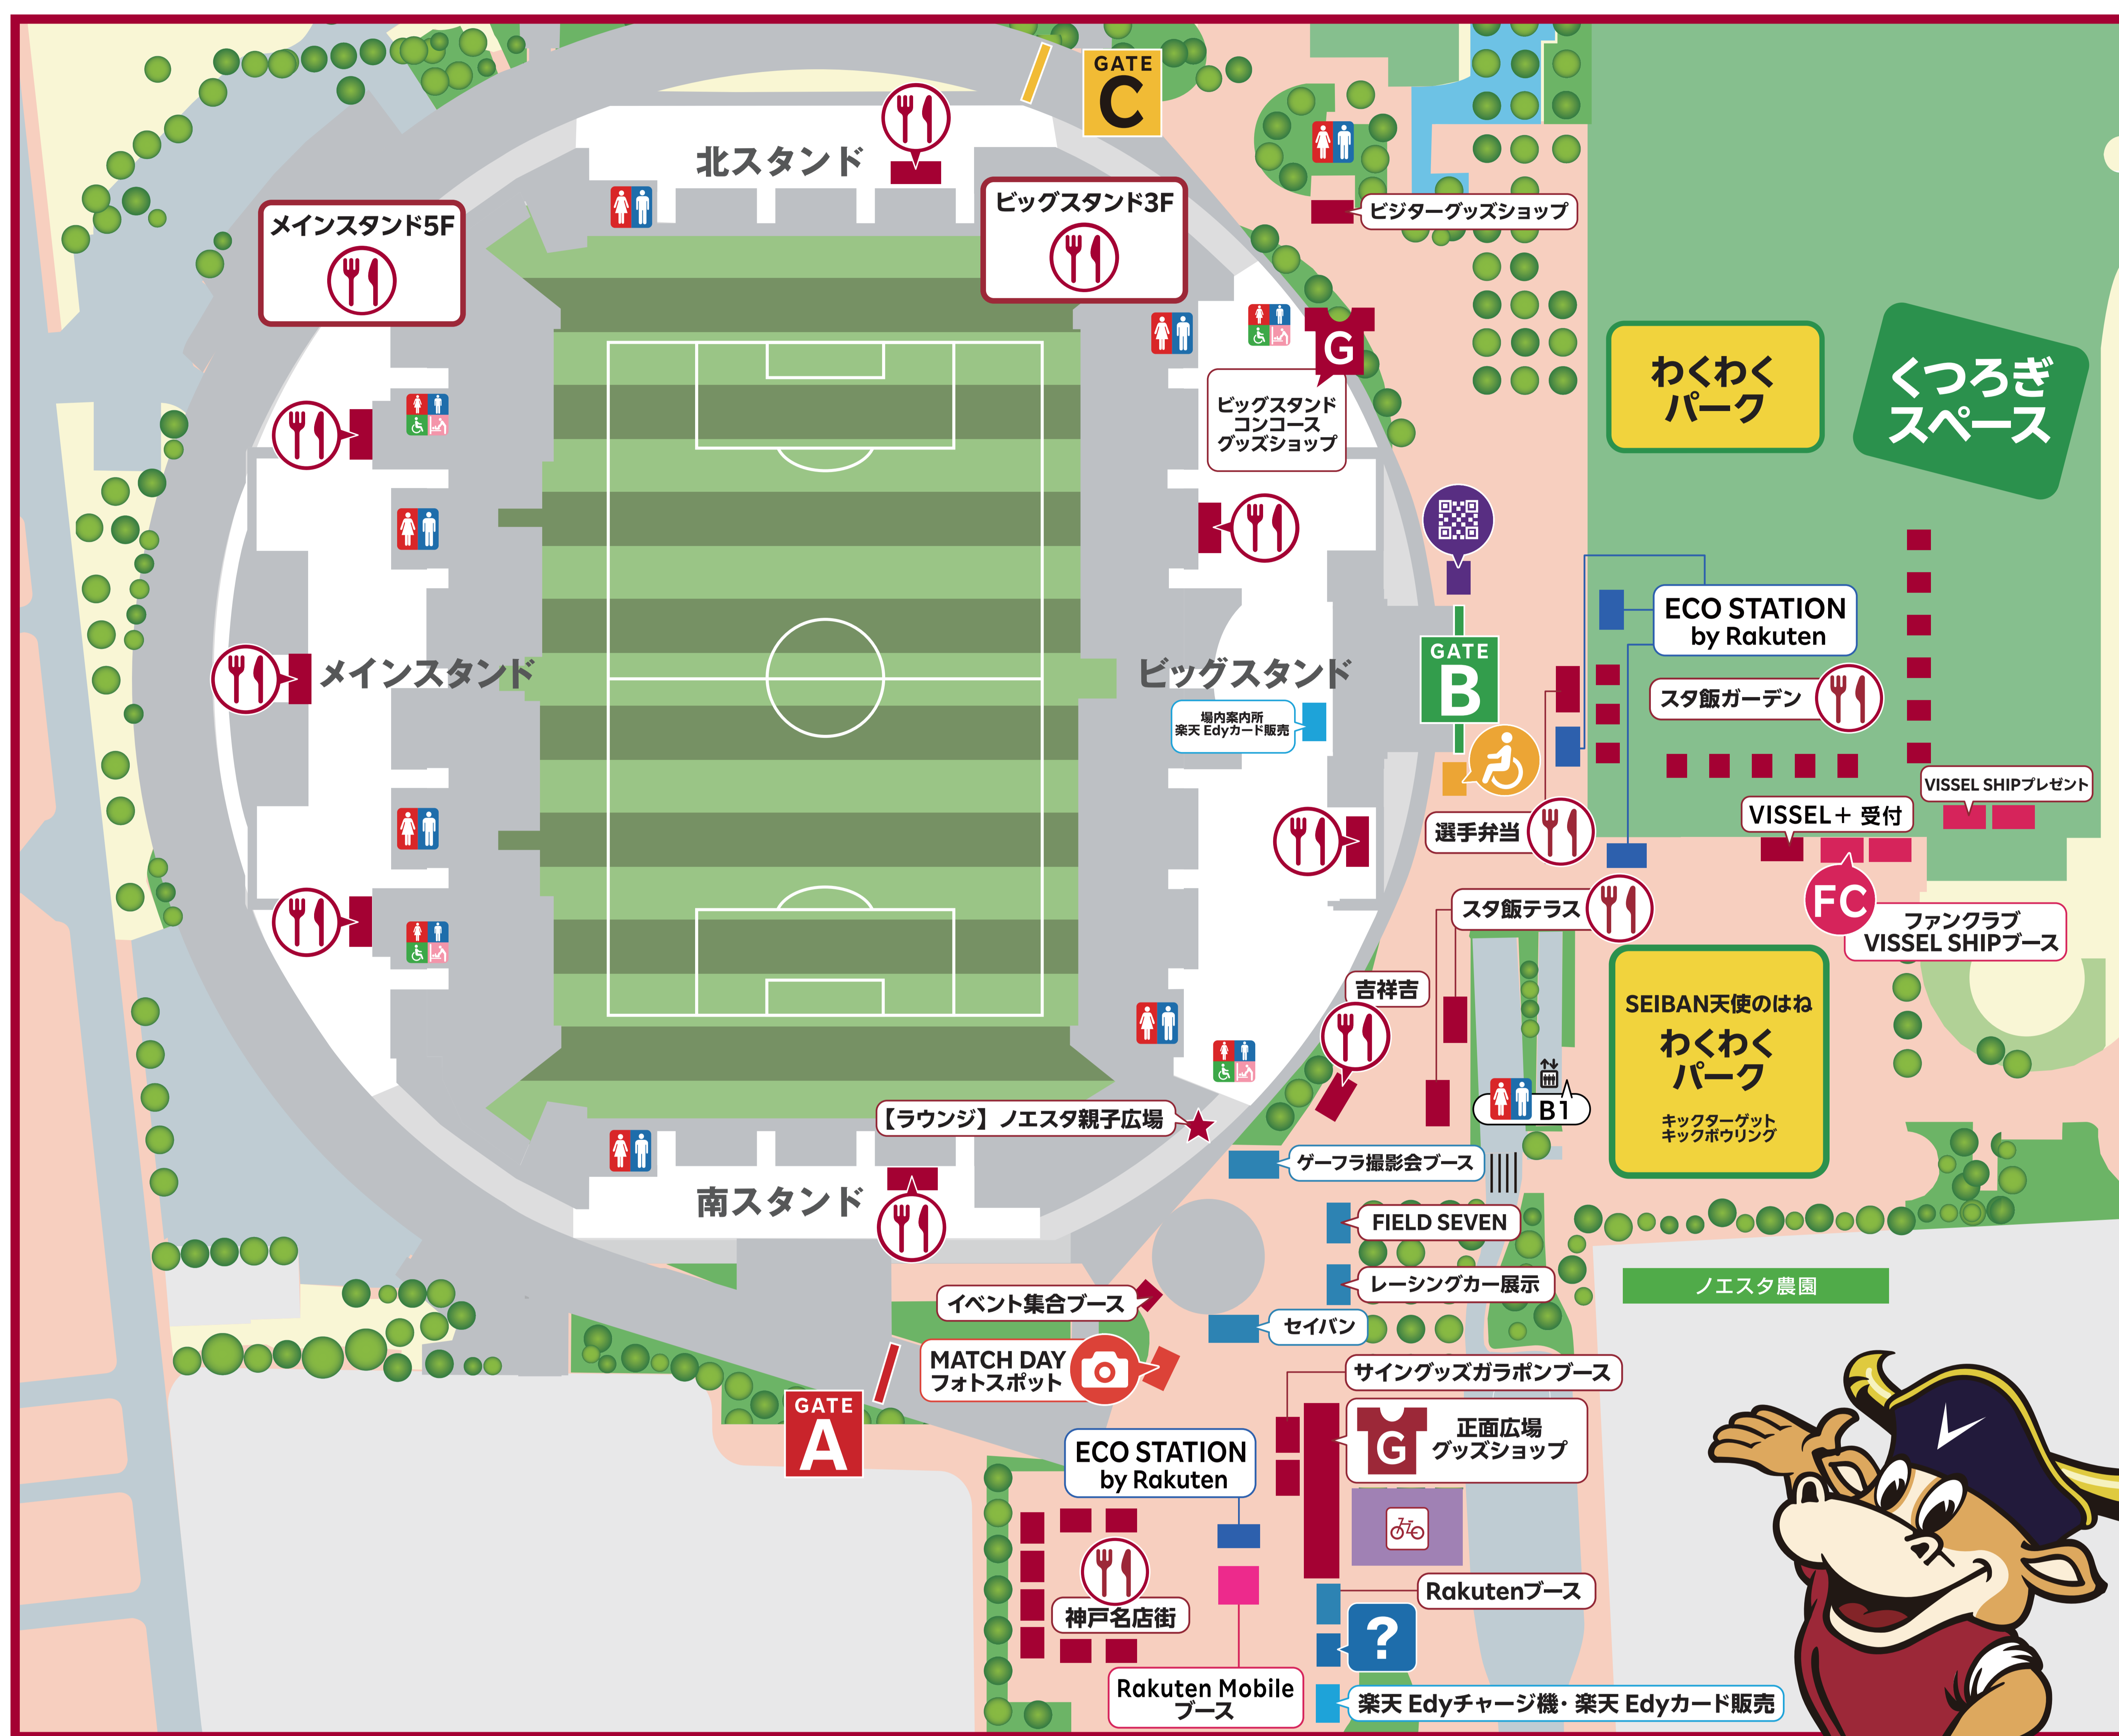 GATE
C
北スタンド
メインスタンド5F
ビッグスタンド3F
ビジターグッズショップ
G
ビッグスタンド
コンコース
グッズショップ
わくわく
パーク
くつろぎ
スペース
ECO STATION
by Rakuten
メインスタンド
ビッグスタンド
GATE
B
スタ飯ガーデン
場内案内所
楽天 Edyカード販売
VISSEL SHIPプレゼント
VISSEL+ 受付
選手弁当
FC
ファンクラブ
VISSEL SHIPブース
スタ飯テラス
吉祥吉
SEIBAN天使のはね
わくわく
パーク
キックターゲット
キックボウリング
B1
【ラウンジ】ノエスタ親子広場
ゲーフラ撮影会ブース
南スタンド
FIELD SEVEN
レーシングカー展示
ノエスタ農園
イベント集合ブース
セイバン
MATCH DAY
フォトスポット
サイングッズガラポンブース
GATE
A
G
正面広場
グッズショップ
ECO STATION
by Rakuten
神戸名店街
Rakutenブース
?
Rakuten Mobile
ブース
楽天 Edyチャージ機・楽天 Edyカード販売